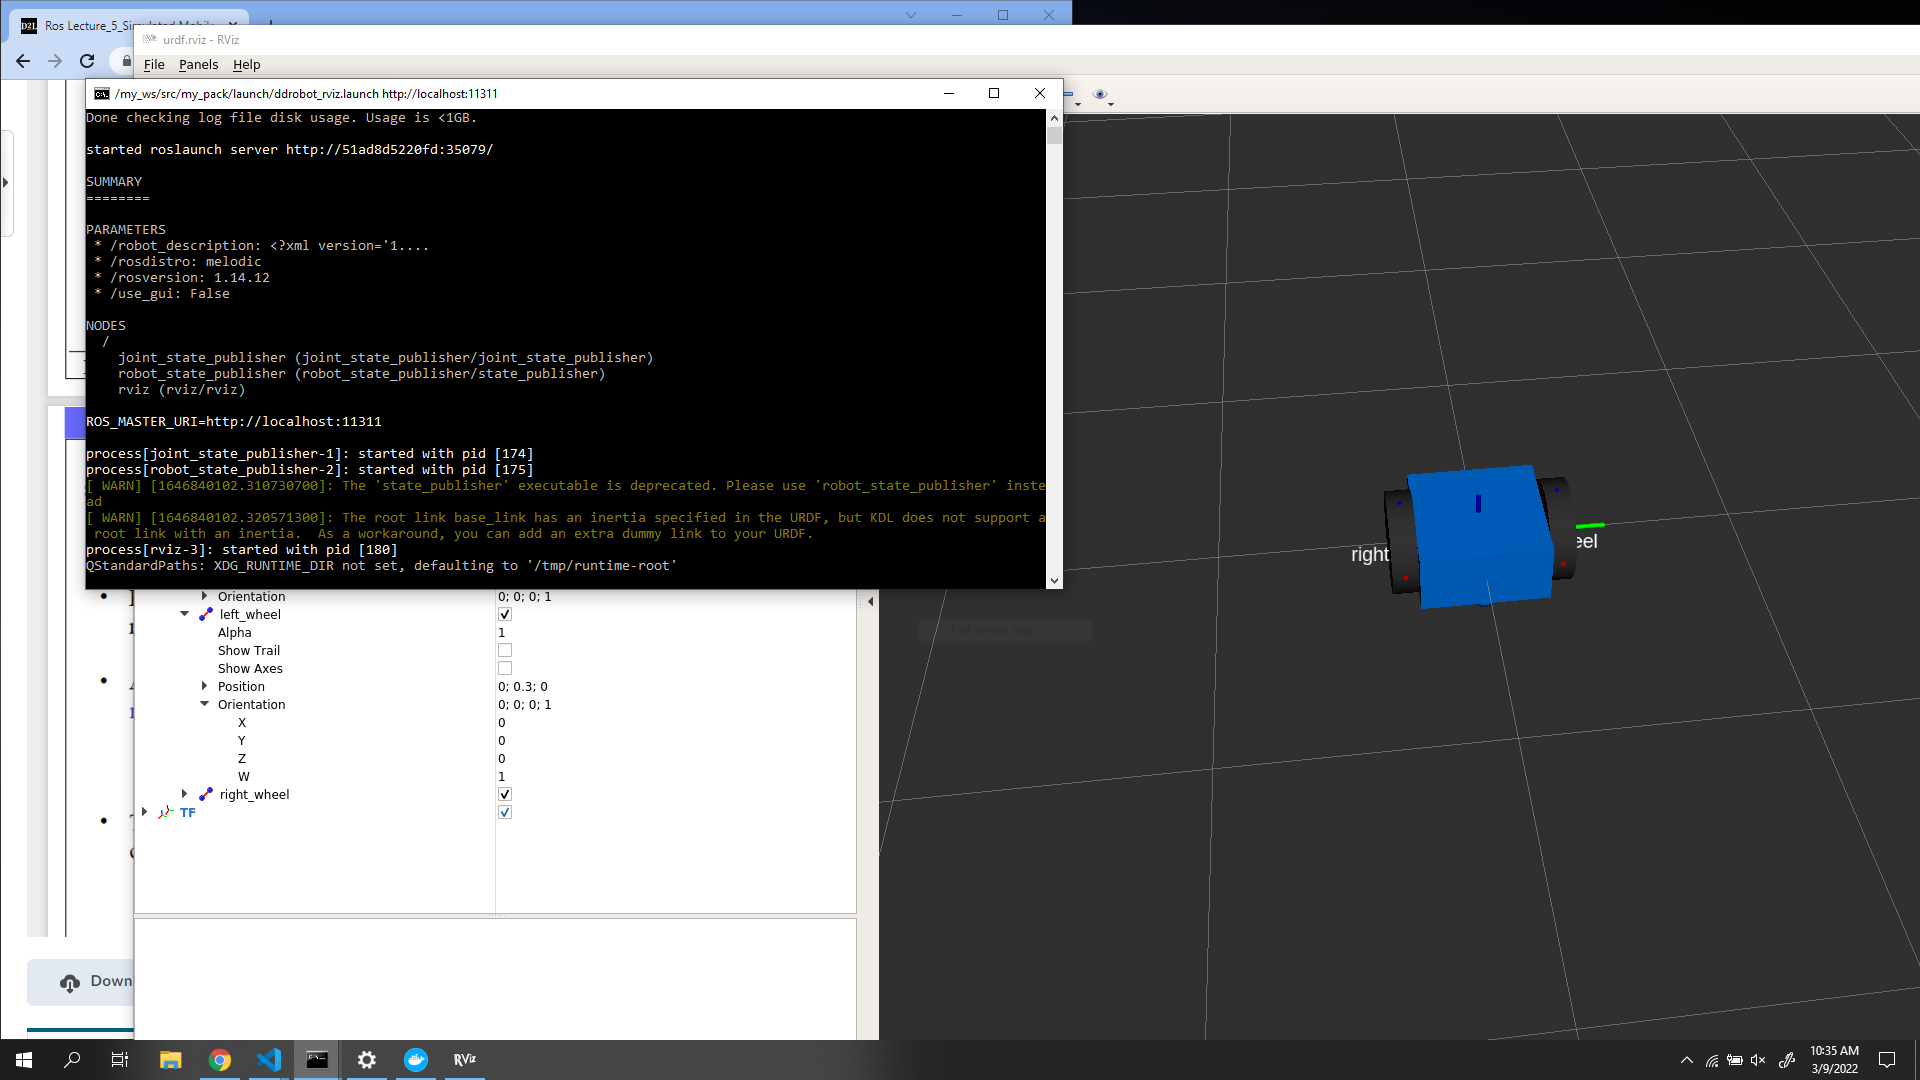 Ros Lecture_5_Simulated Mobile
urdf.rviz - RViz
File Panels Help
/my_ws/src/my_pack/launch/ddrobot_rviz.launch http://localhost:11311
Done checking log file disk usage. Usage is <1GB.
started roslaunch server http://51ad8d5220fd:35079/
SUMMARY
========
PARAMETERS
* /robot_description: <?xml version='1....
* /rosdistro: melodic
* /rosversion: 1.14.12
* /use_gui: False
NODES
/
joint_state_publisher (joint_state_publisher/joint_state_publisher)
robot_state_publisher (robot_state_publisher/state_publisher)
rviz (rviz/rviz)
ROS_MASTER_URI=http://localhost:11311
process[joint_state_publisher-1]: started with pid [174]
process[robot_state_publisher-2]: started with pid [175]
[ WARN] [1646840102.310730700]: The 'state_publisher' executable is deprecated. Please use 'robot_state_publisher' inste
ad
[ WARN] [1646840102.320571300]: The root link base_link has an inertia specified in the URDF, but KDL does not support a
root link with an inertia.  As a workaround, you can add an extra dummy link to your URDF.
process[rviz-3]: started with pid [180]
QStandardPaths: XDG_RUNTIME_DIR not set, defaulting to '/tmp/runtime-root'
Orientation 0; 0; 0; 1
left_wheel
Alpha 1
Show Trail
Show Axes
Position 0; 0.3; 0
Orientation 0; 0; 0; 1
X 0
Y 0
Z 0
W 1
right_wheel
TF
right
eel
Full-screen Snip
Down
RViz
10:35 AM
3/9/2022